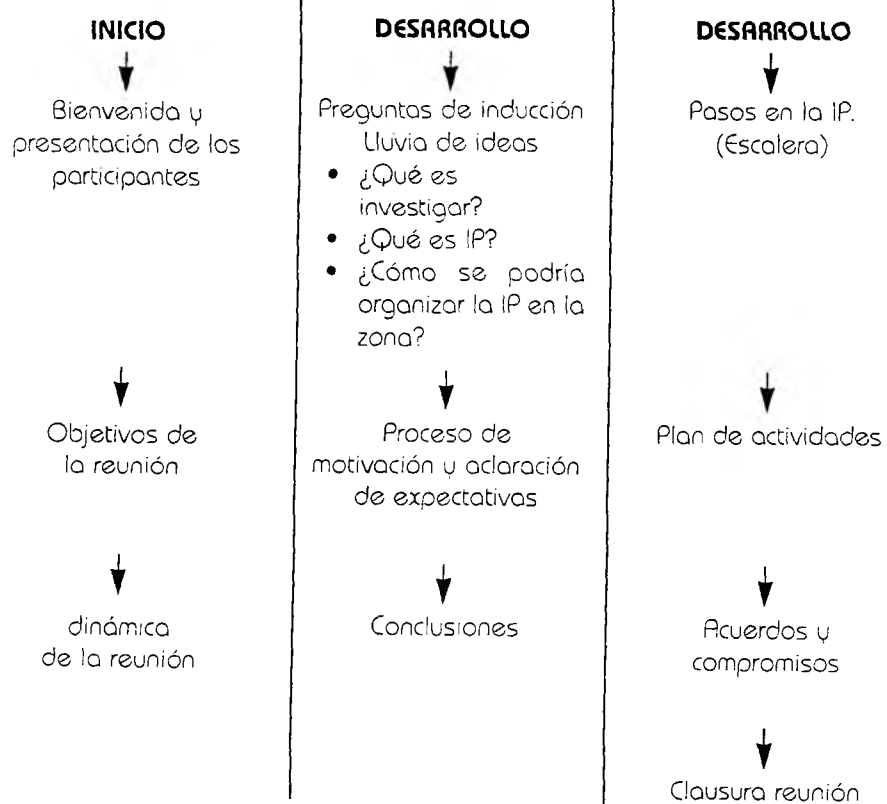 INICIO
Bienvenida y
presentación de los
participantes
Objetivos de
la reunión
dinámica
de la reunión
DESARROLLO
Preguntas de inducción
Lluvia de ideas
• ¿Qué es
investigar?
• ¿Qué es IP?
• ¿Cómo se podría
organizar la IP en la
zona?
Proceso de
motivación y aclaración
de expectativas
Conclusiones
DESARROLLO
Pasos en la IP.
(Escalera)
Plan de actividades
Acuerdos y
compromisos
Clausura reunión